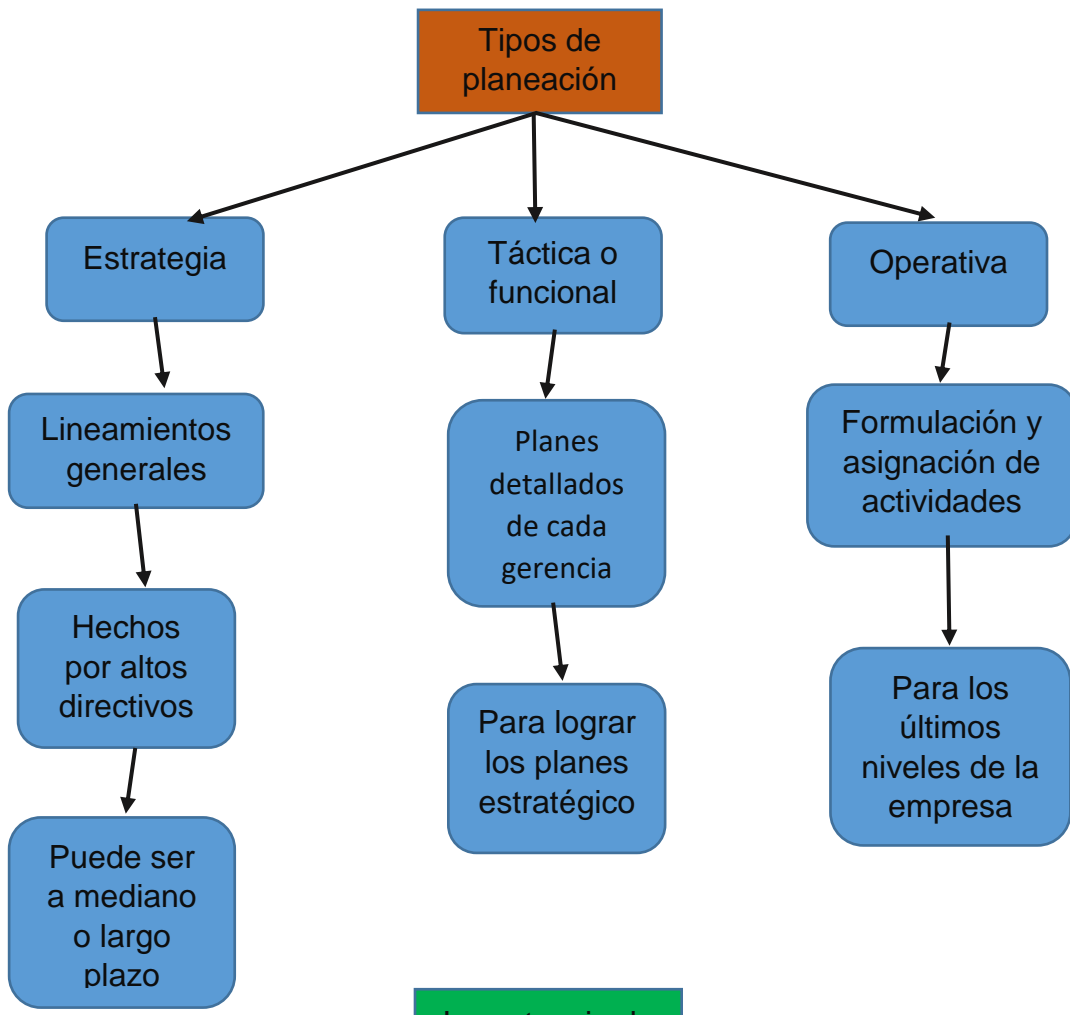 Tipos de
planeación
Estrategia
Táctica o
funcional
Operativa
Lineamientos
generales
Planes
detallados
de cada
gerencia
Formulación y
asignación de
actividades
Hechos
por altos
directivos
Para lograr
los planes
estratégico
Para los
últimos
niveles de la
empresa
Puede ser
a mediano
o largo
plazo